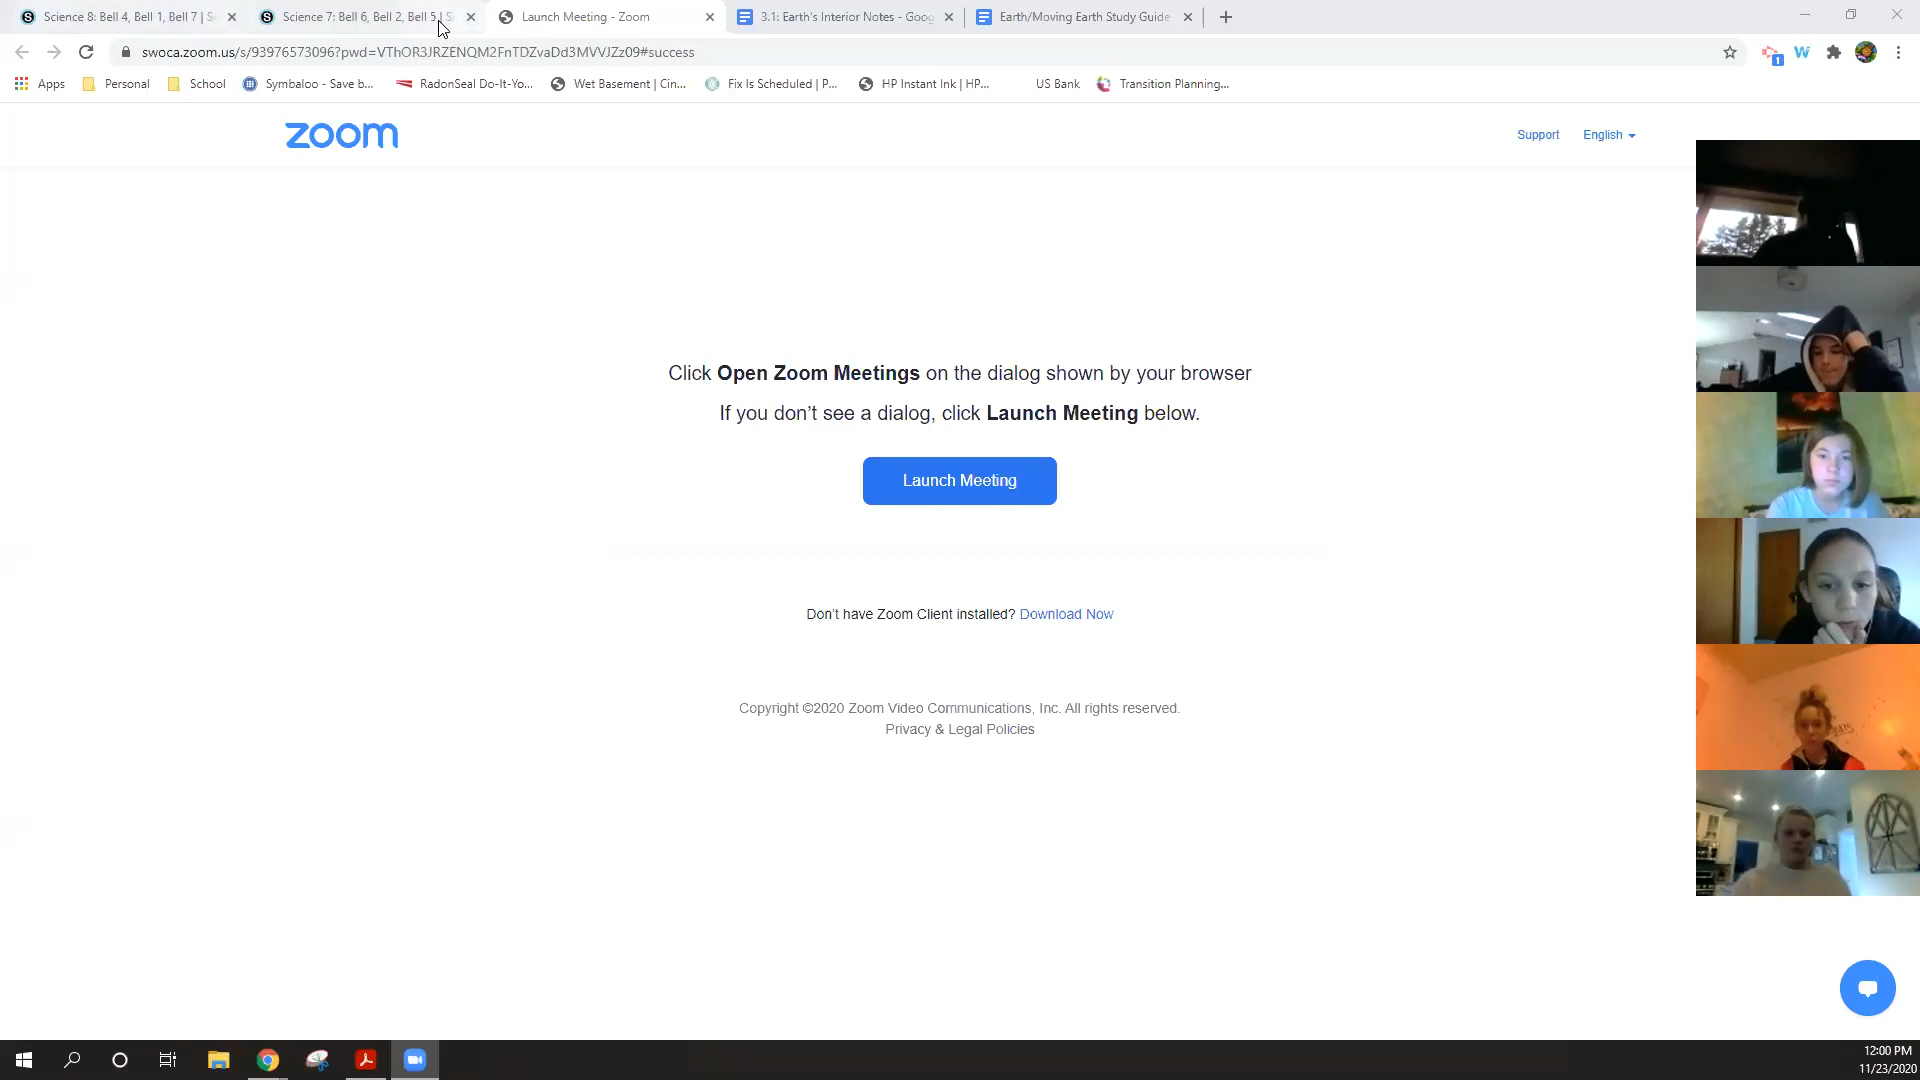 Science 8: Bell 4, Bell 1, Bell 7 | S
Science 7: Bell 6, Bell 2, Bell 5 | S
Launch Meeting - Zoom
3.1: Earth's Interior Notes - Goog
Earth/Moving Earth Study Guide
swoca.zoom.us/s/93976573096?pwd=VThOR3JRZENQM2FnTDZvaDd3MVVJZz09#success
1
Apps
Personal
School
Symbaloo - Save b...
RadonSeal Do-It-Yo...
Wet Basement | Cin...
Fix Is Scheduled | P...
HP Instant Ink | HP...
US Bank
Transition Planning...
zoom
Support
English
Click Open Zoom Meetings on the dialog shown by your browser
If you don't see a dialog, click Launch Meeting below.
Launch Meeting
Don't have Zoom Client installed? Download Now
Copyright ©2020 Zoom Video Communications, Inc. All rights reserved.
Privacy & Legal Policies
12:00 PM
11/23/2020